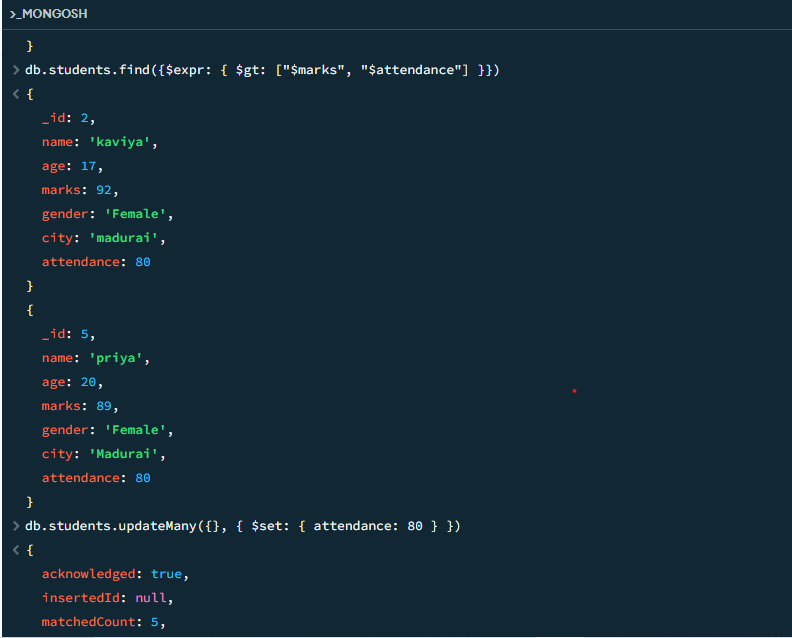 >_MONGOSH
}
> db.students.find({$expr: { $gt: ["$marks", "$attendance"] }})
< {
_id: 2,
name: 'kaviya',
age: 17,
marks: 92,
gender: 'Female',
city: 'madurai',
attendance: 80
}
{
_id: 5,
name: 'priya',
age: 20,
marks: 89,
gender: 'Female',
city: 'Madurai',
attendance: 80
}
> db.students.updateMany({}, { $set: { attendance: 80 } })
< {
acknowledged: true,
insertedId: null,
matchedCount: 5,